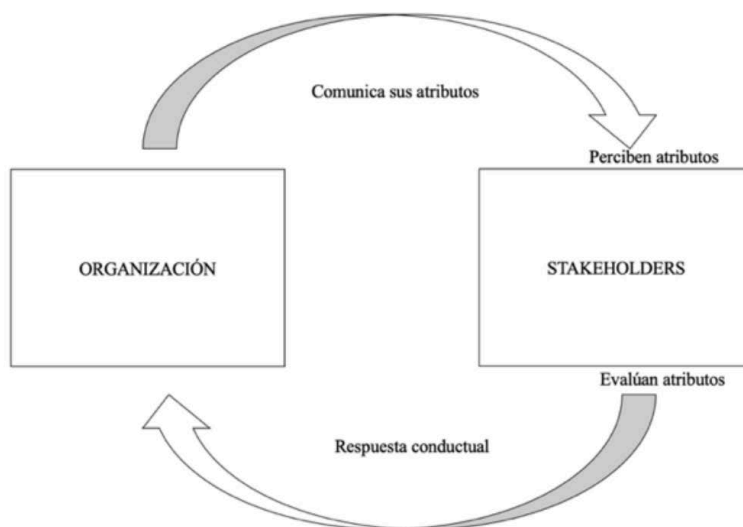 Comunica sus atributos
Perciben atributos
ORGANIZACIÓN
STAKEHOLDERS
Evalúan atributos
Respuesta conductual